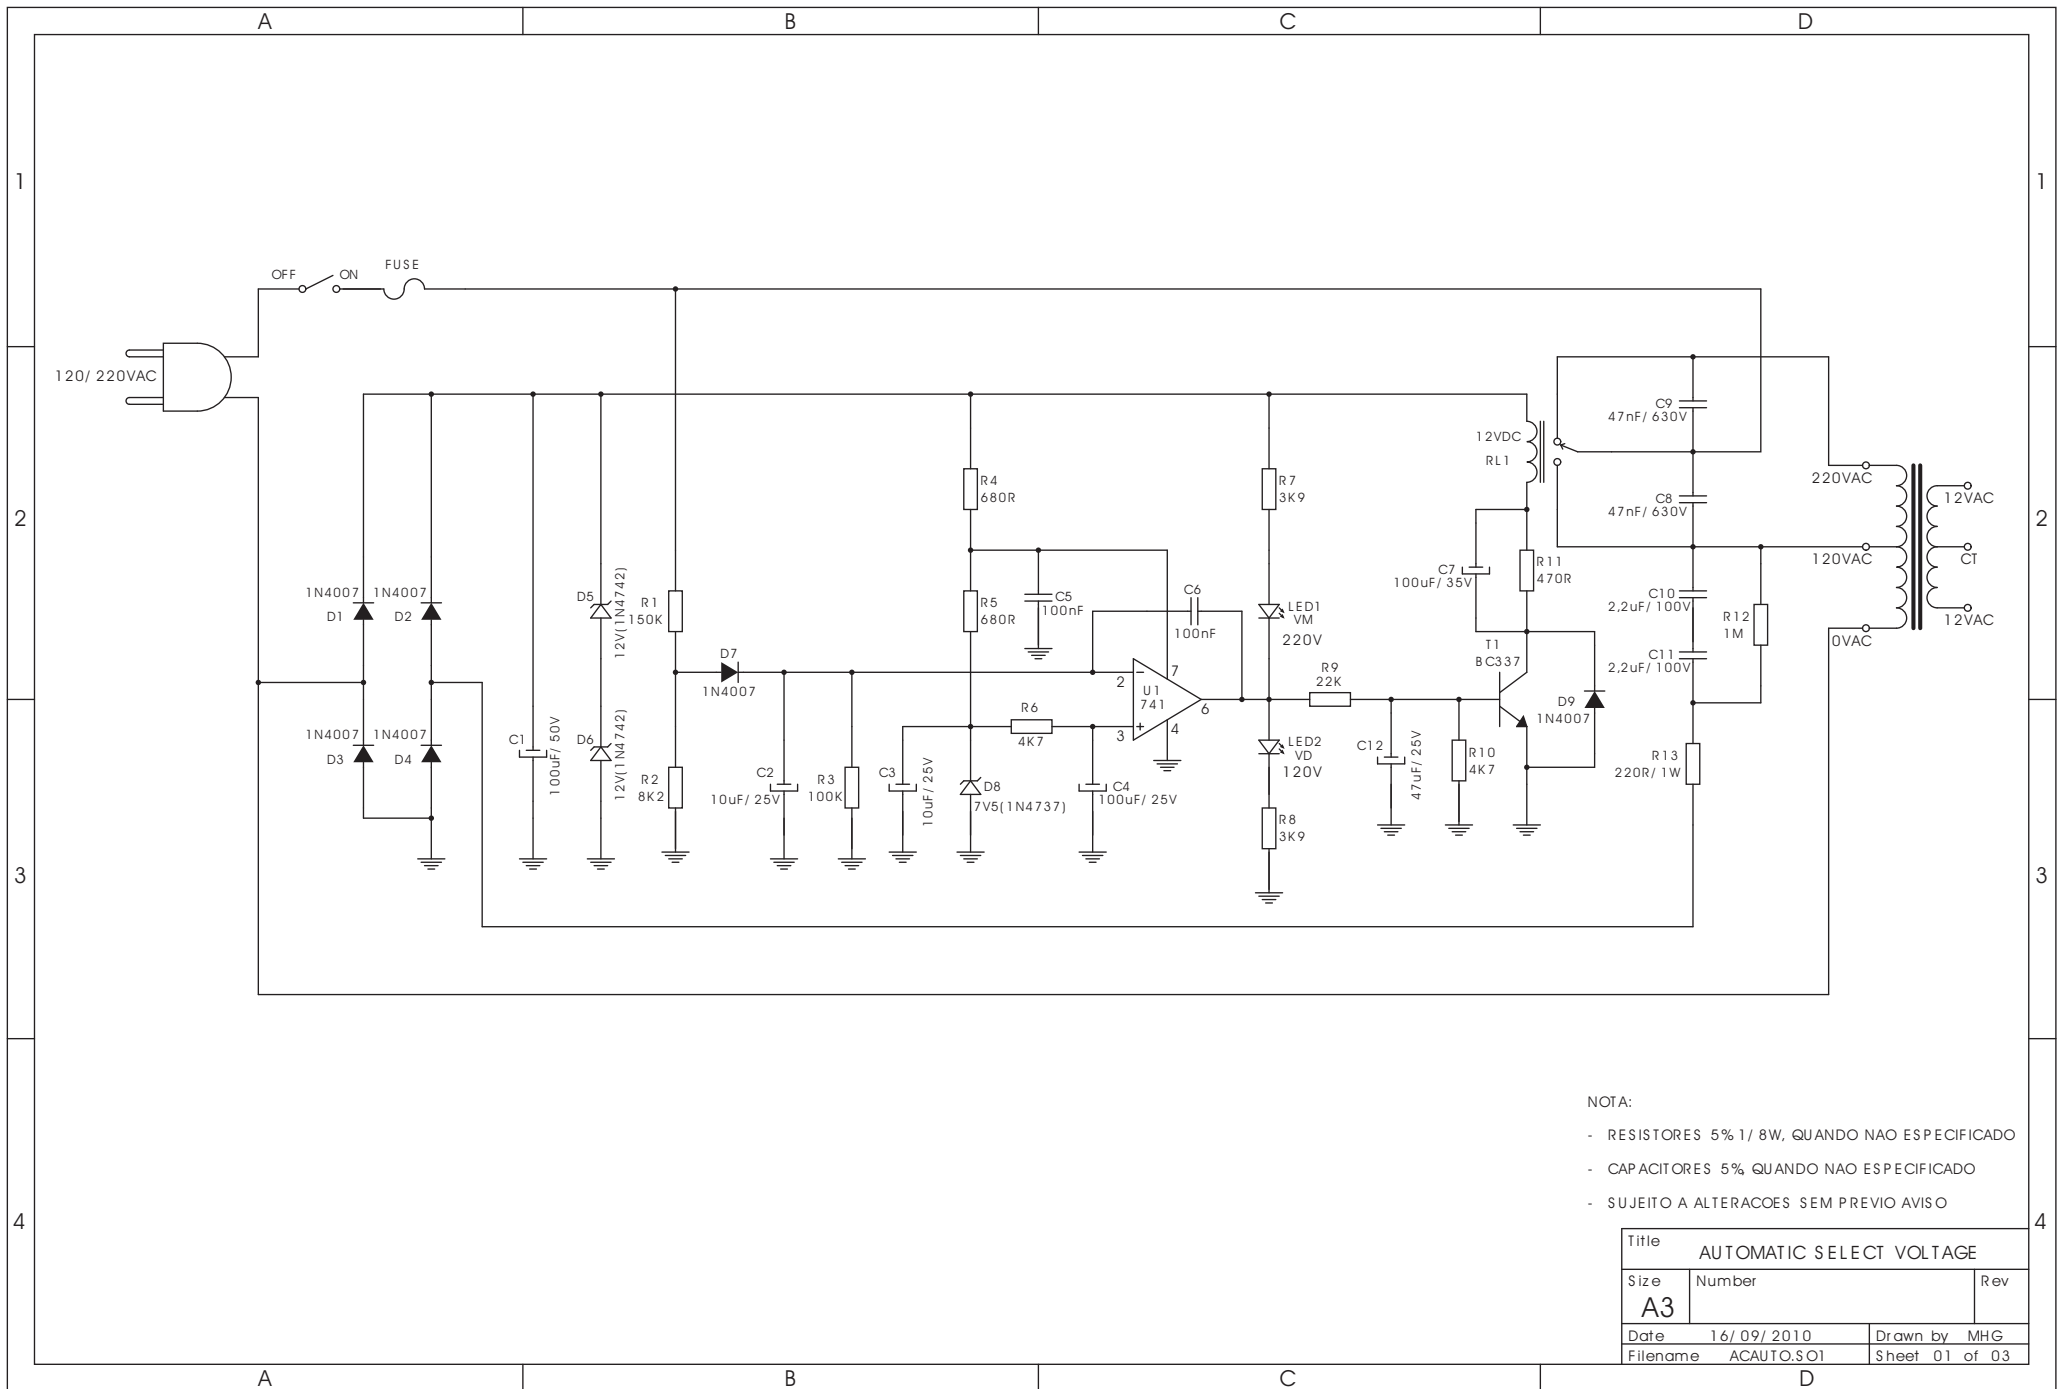 A B C D
1 1
OFF ON FUSE
120/220VAC
2 2
C9
47nF/630V
12VDC
RL1
C8
47nF/630V
220VAC
12VAC
R4
680R
R7
3K9
120VAC
CT
C7
100uF/35V
R11
470R
1N4007 1N4007
D1 D2
D5
12V(1N4742)
R1
150K
R5
680R
C5
100nF
C6
100nF
LED1
VM
220V
C10
2,2uF/100V
R12
1M
12VAC
0VAC
T1
BC337
C11
2,2uF/100V
D7
1N4007
2
7
U1
741
6
3
4
R9
22K
D9
1N4007
R6
4K7
1N4007 1N4007
D3 D4
C1
100uF/50V
D6
12V(1N4742)
R2
8K2
C2
10uF/25V
R3
100K
C3
10uF/25V
D8
7V5(1N4737)
C4
100uF/25V
LED2
VD
120V
R8
3K9
C12
47uF/25V
R10
4K7
R13
220R/1W
3 3
NOTA:
- RESISTORES 5% 1/8W, QUANDO NAO ESPECIFICADO
- CAPACITORES 5%, QUANDO NAO ESPECIFICADO
- SUJEITO A ALTERACOES SEM PREVIO AVISO
4 4
Title AUTOMATIC SELECT VOLTAGE
Size Number Rev
A3
Date 16/09/2010 Drawn by MHG
Filename ACAUTO.SO1 Sheet 01 of 03
A B C D